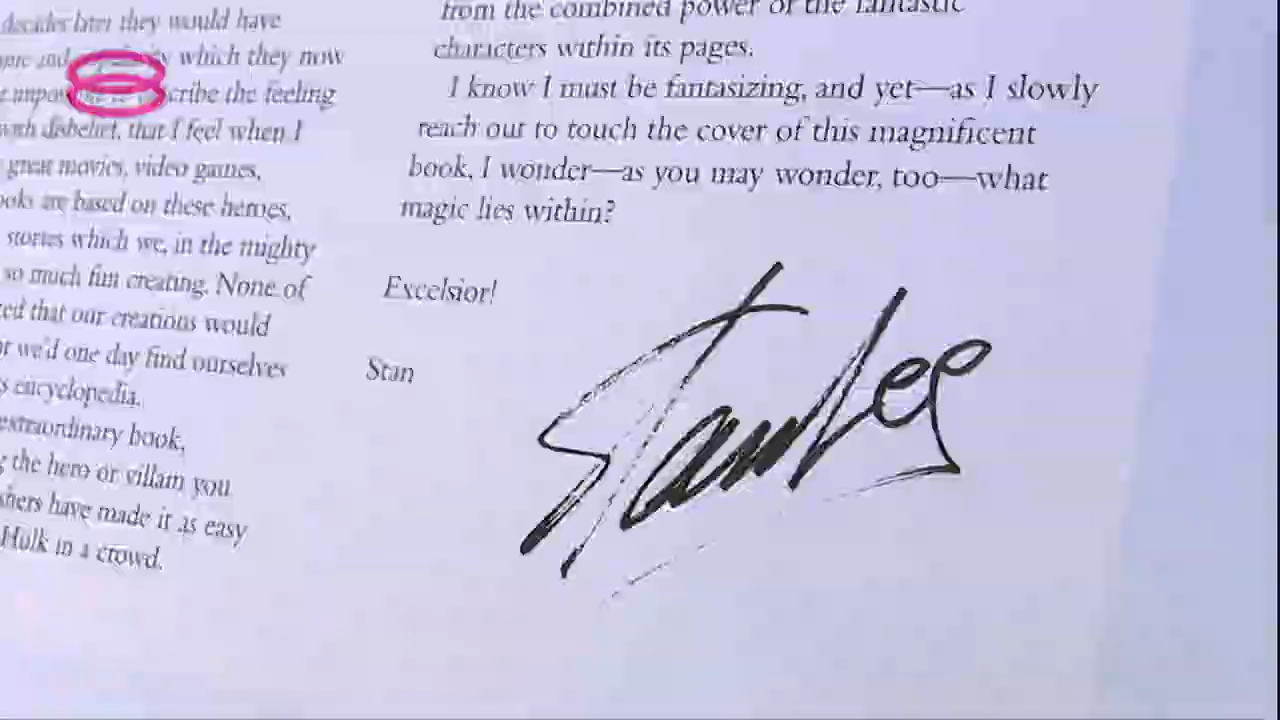 decades later they would have
and which they now
scribe the feeling
with disbelief, that I feel when I
great movies, video games,
are based on these heroes,
stories which we, in the mighty
so much fun creating. None of
that our creations would
we'd one day find ourselves
encyclopedia.
extraordinary book,
the hero or villain you
have made it as easy
Hulk in a crowd.
from the combined power of the fantastic
characters within its pages.
I know I must be fantasizing, and yet—as I slowly
reach out to touch the cover of this magnificent
book, I wonder—as you may wonder, too—what
magic lies within?
Excelsior!
Stan
Stan Lee